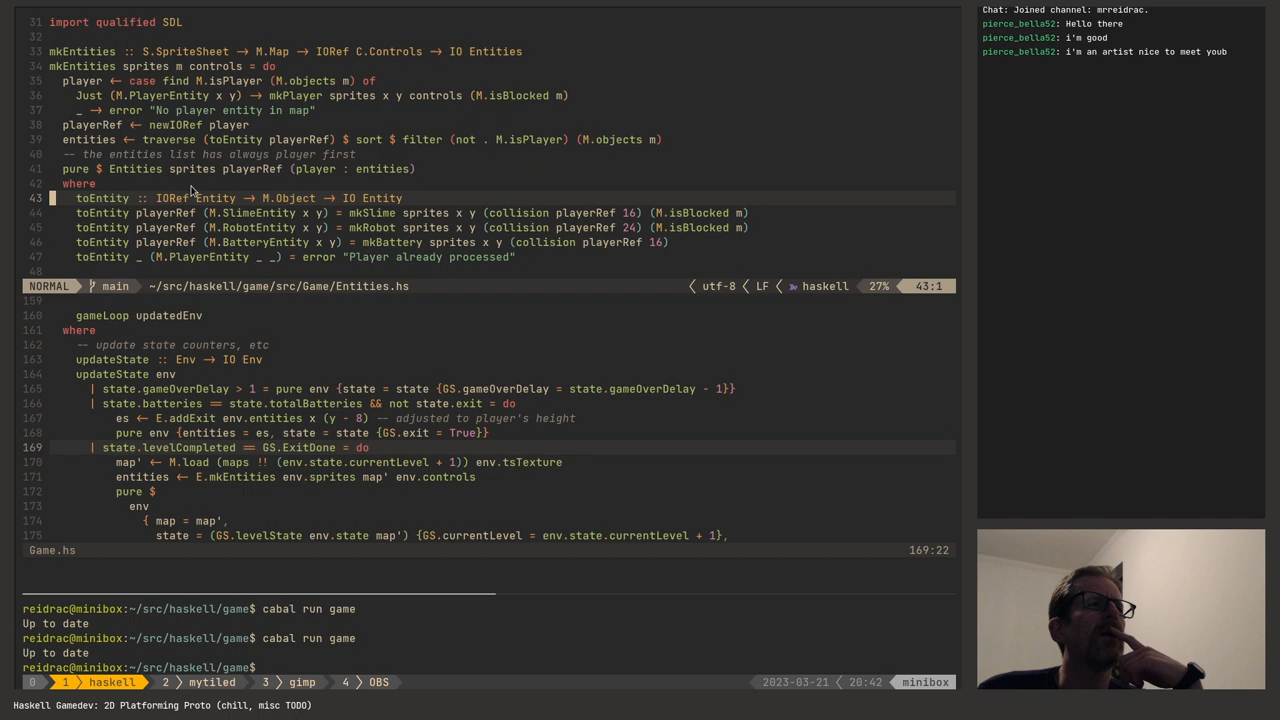 31 import qualified SDL
32
33 mkEntities :: S.SpriteSheet → M.Map → IORef C.Controls → IO Entities
34 mkEntities sprites m controls = do
35   player ← case find M.isPlayer (M.objects m) of
36     Just (M.PlayerEntity x y) → mkPlayer sprites x y controls (M.isBlocked m)
37     _ → error "No player entity in map"
38   playerRef ← newIORef player
39   entities ← traverse (toEntity playerRef) $ sort $ filter (not . M.isPlayer) (M.objects m)
40   -- the entities list has always player first
41   pure $ Entities sprites playerRef (player : entities)
42   where
43     toEntity :: IORef Entity → M.Object → IO Entity
44     toEntity playerRef (M.SlimeEntity x y) = mkSlime sprites x y (collision playerRef 16) (M.isBlocked m)
45     toEntity playerRef (M.RobotEntity x y) = mkRobot sprites x y (collision playerRef 24) (M.isBlocked m)
46     toEntity playerRef (M.BatteryEntity x y) = mkBattery sprites x y (collision playerRef 16)
47     toEntity _ (M.PlayerEntity _ _) = error "Player already processed"
48
NORMAL main ~/src/haskell/game/src/Game/Entities.hs utf-8 LF haskell 27% 43:1
159
160     gameLoop updatedEnv
161   where
162     -- update state counters, etc
163     updateState :: Env → IO Env
164     updateState env
165       | state.gameOverDelay > 1 = pure env {state = state {GS.gameOverDelay = state.gameOverDelay - 1}}
166       | state.batteries == state.totalBatteries && not state.exit = do
167           es ← E.addExit env.entities x (y - 8) -- adjusted to player's height
168           pure env {entities = es, state = state {GS.exit = True}}
169       | state.levelCompleted == GS.ExitDone = do
170           map' ← M.load (maps !! (env.state.currentLevel + 1)) env.tsTexture
171           entities ← E.mkEntities env.sprites map' env.controls
172           pure $
173             env
174               { map = map',
175                 state = (GS.levelState env.state map') {GS.currentLevel = env.state.currentLevel + 1},
Game.hs 169:22
reidrac@minibox:~/src/haskell/game$ cabal run game
Up to date
reidrac@minibox:~/src/haskell/game$ cabal run game
Up to date
reidrac@minibox:~/src/haskell/game$
0 1 haskell 2 mytiled 3 gimp 4 OBS 2023-03-21 20:42 minibox
Haskell Gamedev: 2D Platforming Proto (chill, misc TODO)
Chat: Joined channel: mrreidrac.
pierce_bella52: Hello there
pierce_bella52: i'm good
pierce_bella52: i'm an artist nice to meet youb